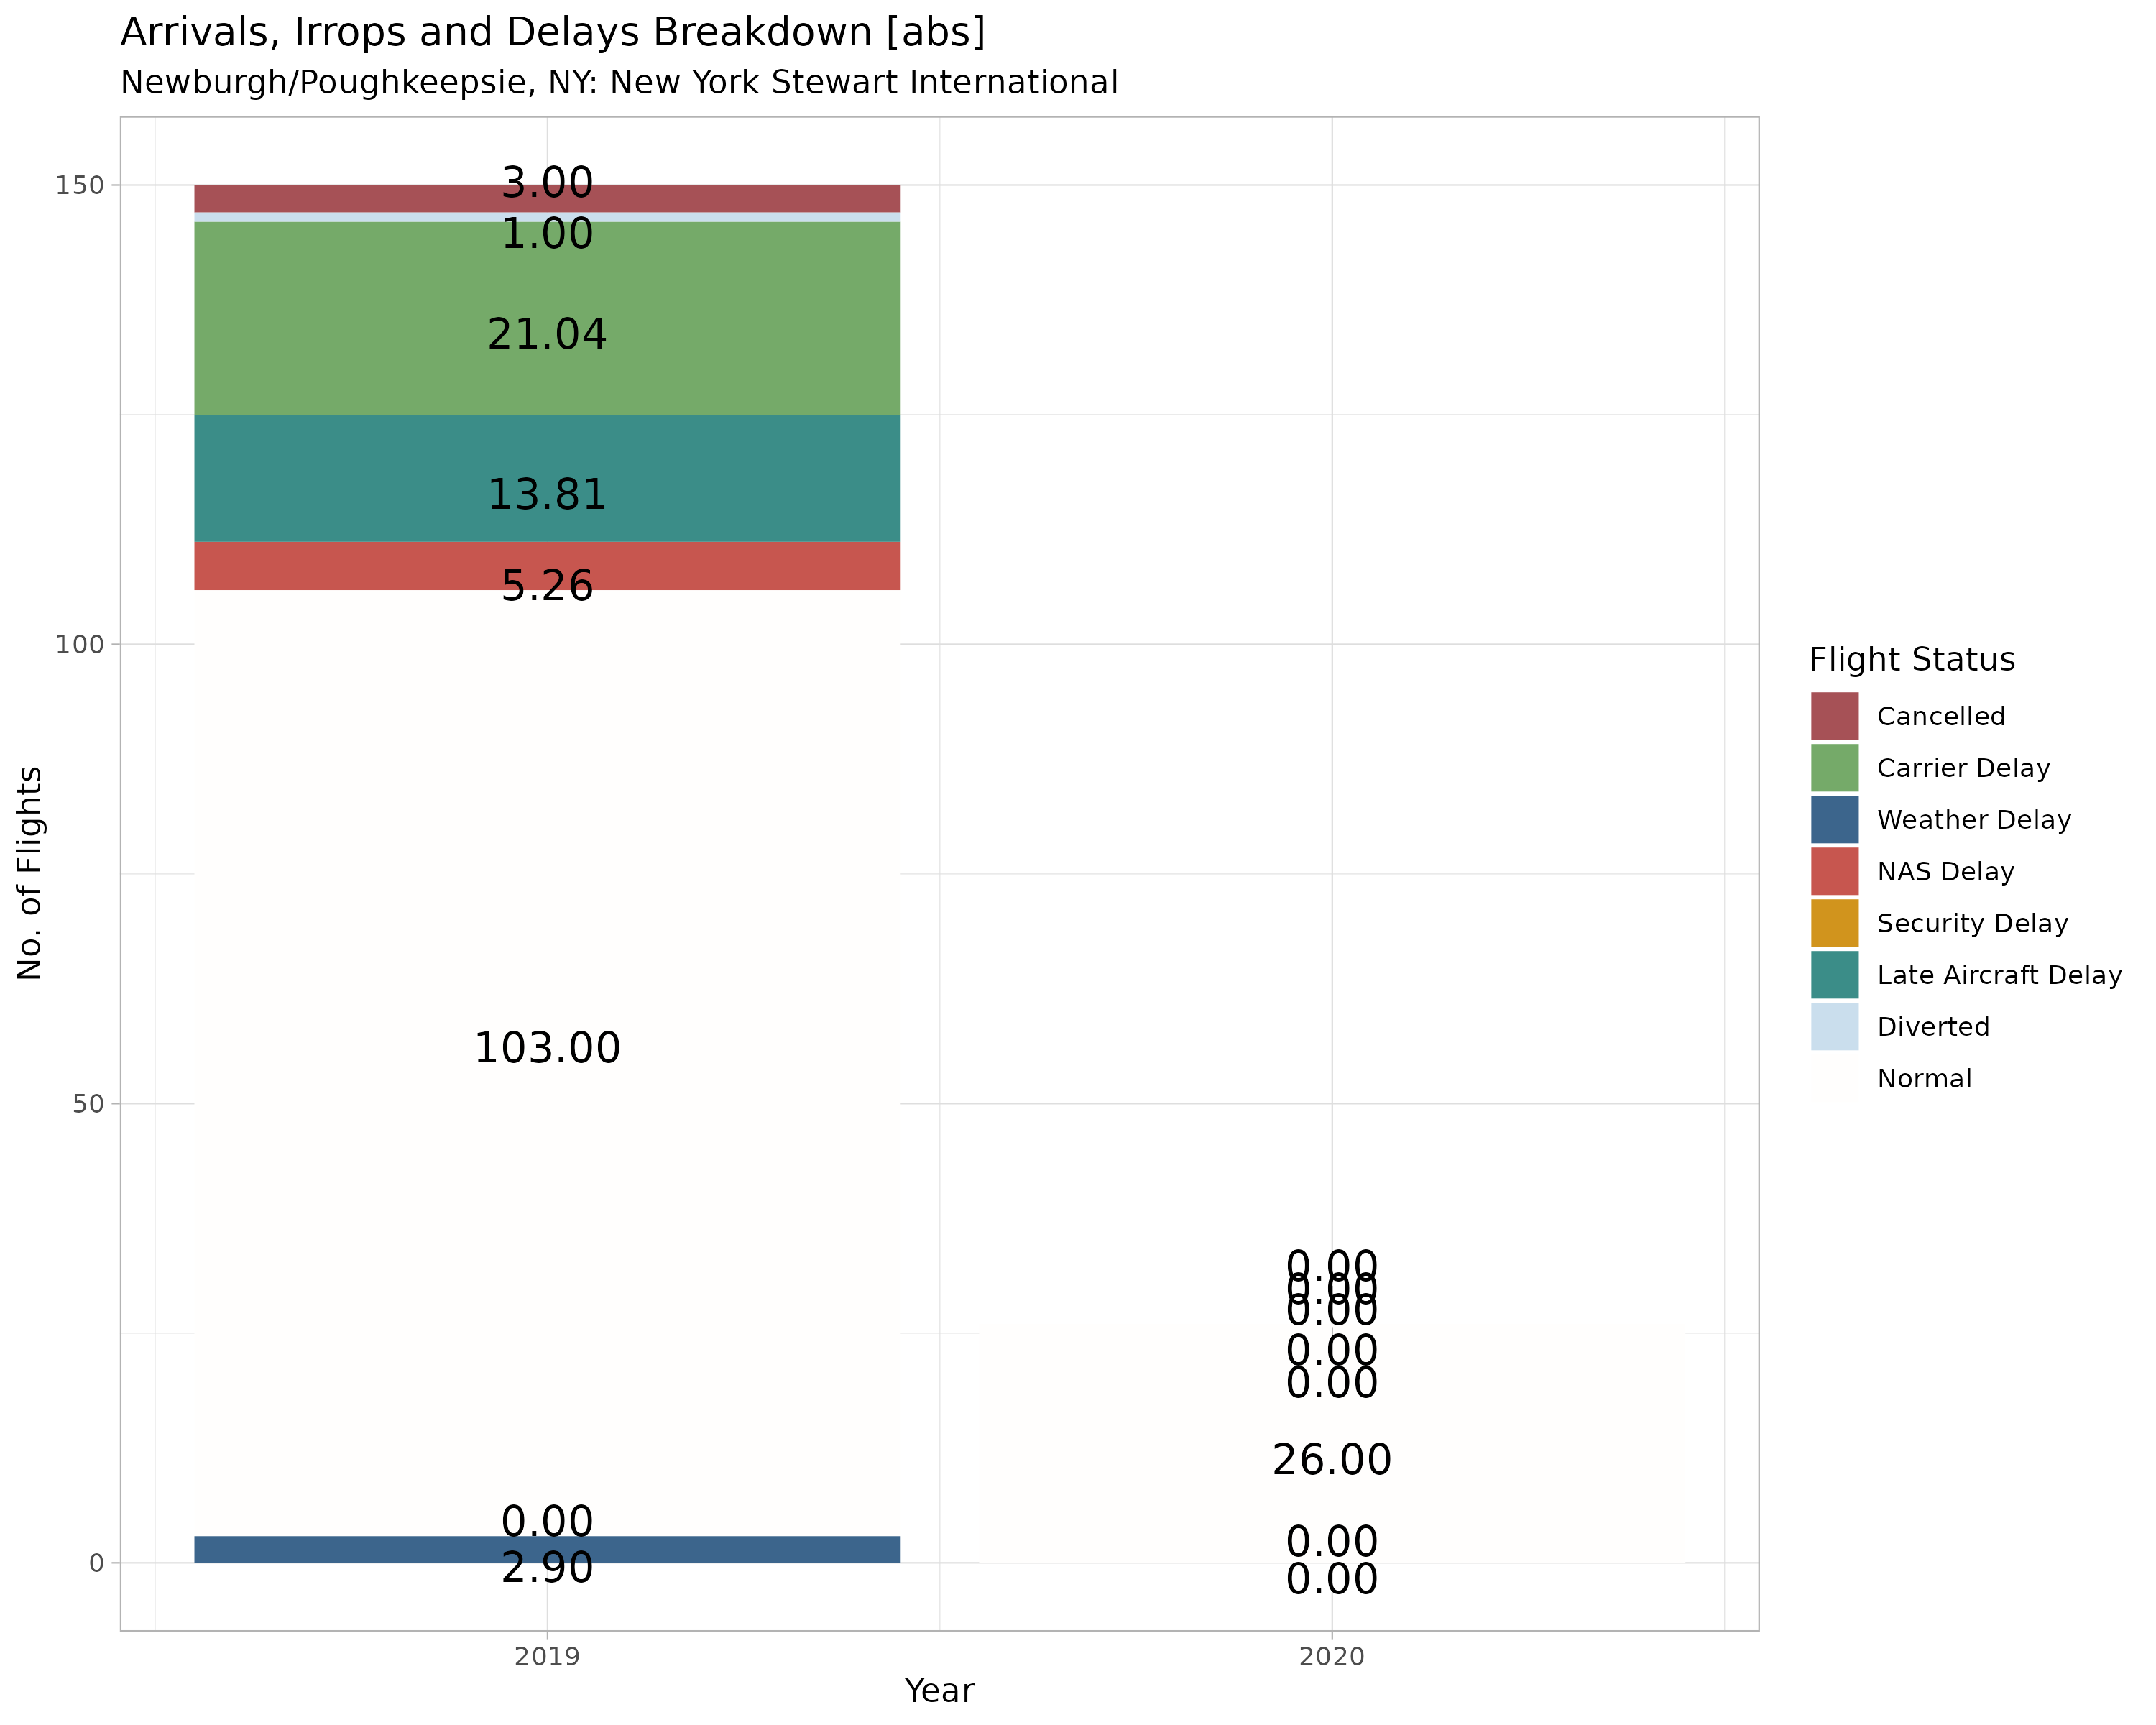 Arrivals, Irrops and Delays Breakdown [abs]
Newburgh/Poughkeepsie, NY: New York Stewart International
No. of Flights
150
100
50
0
3.00
1.00
21.04
13.81
5.26
103.00
0.00
2.90
0.00
0.00
0.00
0.00
0.00
26.00
0.00
0.00
2019
2020
Year
Flight Status
Cancelled
Carrier Delay
Weather Delay
NAS Delay
Security Delay
Late Aircraft Delay
Diverted
Normal